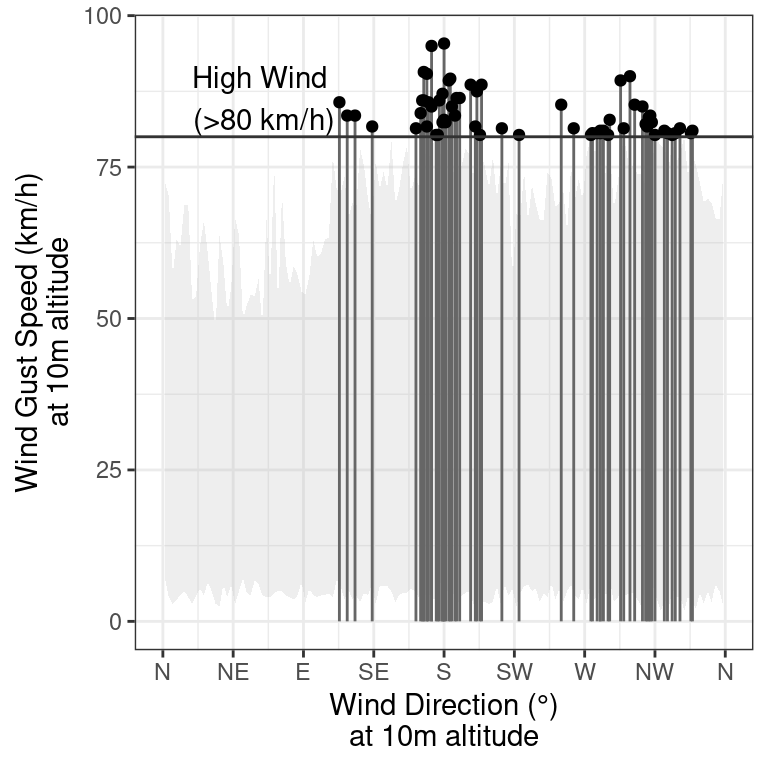 100
75
50
25
0
High Wind
(>80 km/h)
Wind Gust Speed (km/h)
at 10m altitude
N NE E SE S SW W NW N
Wind Direction (°)
at 10m altitude